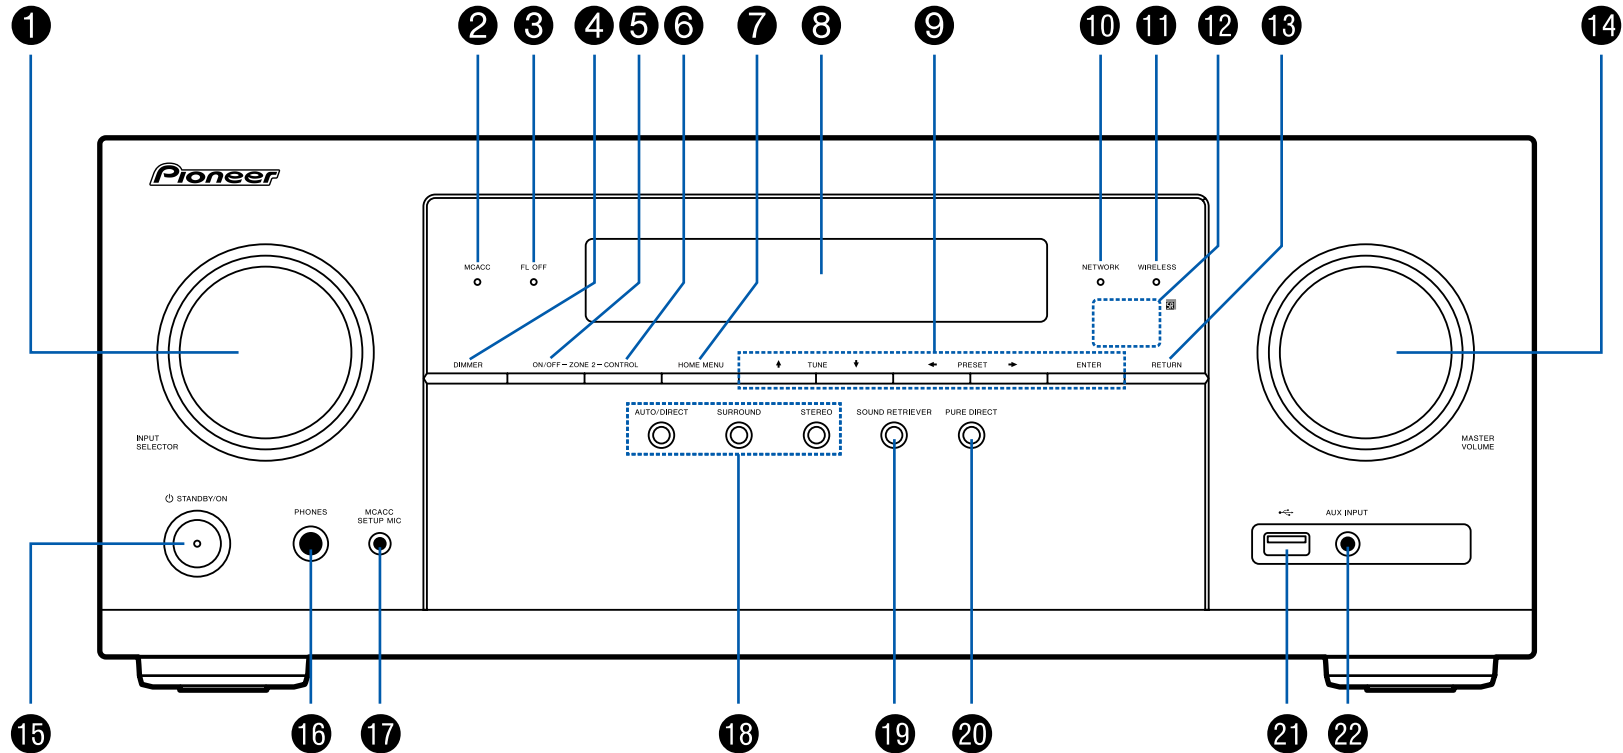 1 2 3 4 5 6 7 8 9 10 11 12 13 14
Pioneer
MCACC FL OFF NETWORK WIRELESS
DIMMER ON/OFF – ZONE 2 – CONTROL HOME MENU TUNE PRESET ENTER RETURN
AUTO/DIRECT SURROUND STEREO SOUND RETRIEVER PURE DIRECT
INPUT
SELECTOR
MASTER
VOLUME
STANDBY/ON
PHONES
MCACC
SETUP MIC
AUX INPUT
15 16 17 18 19 20 21 22